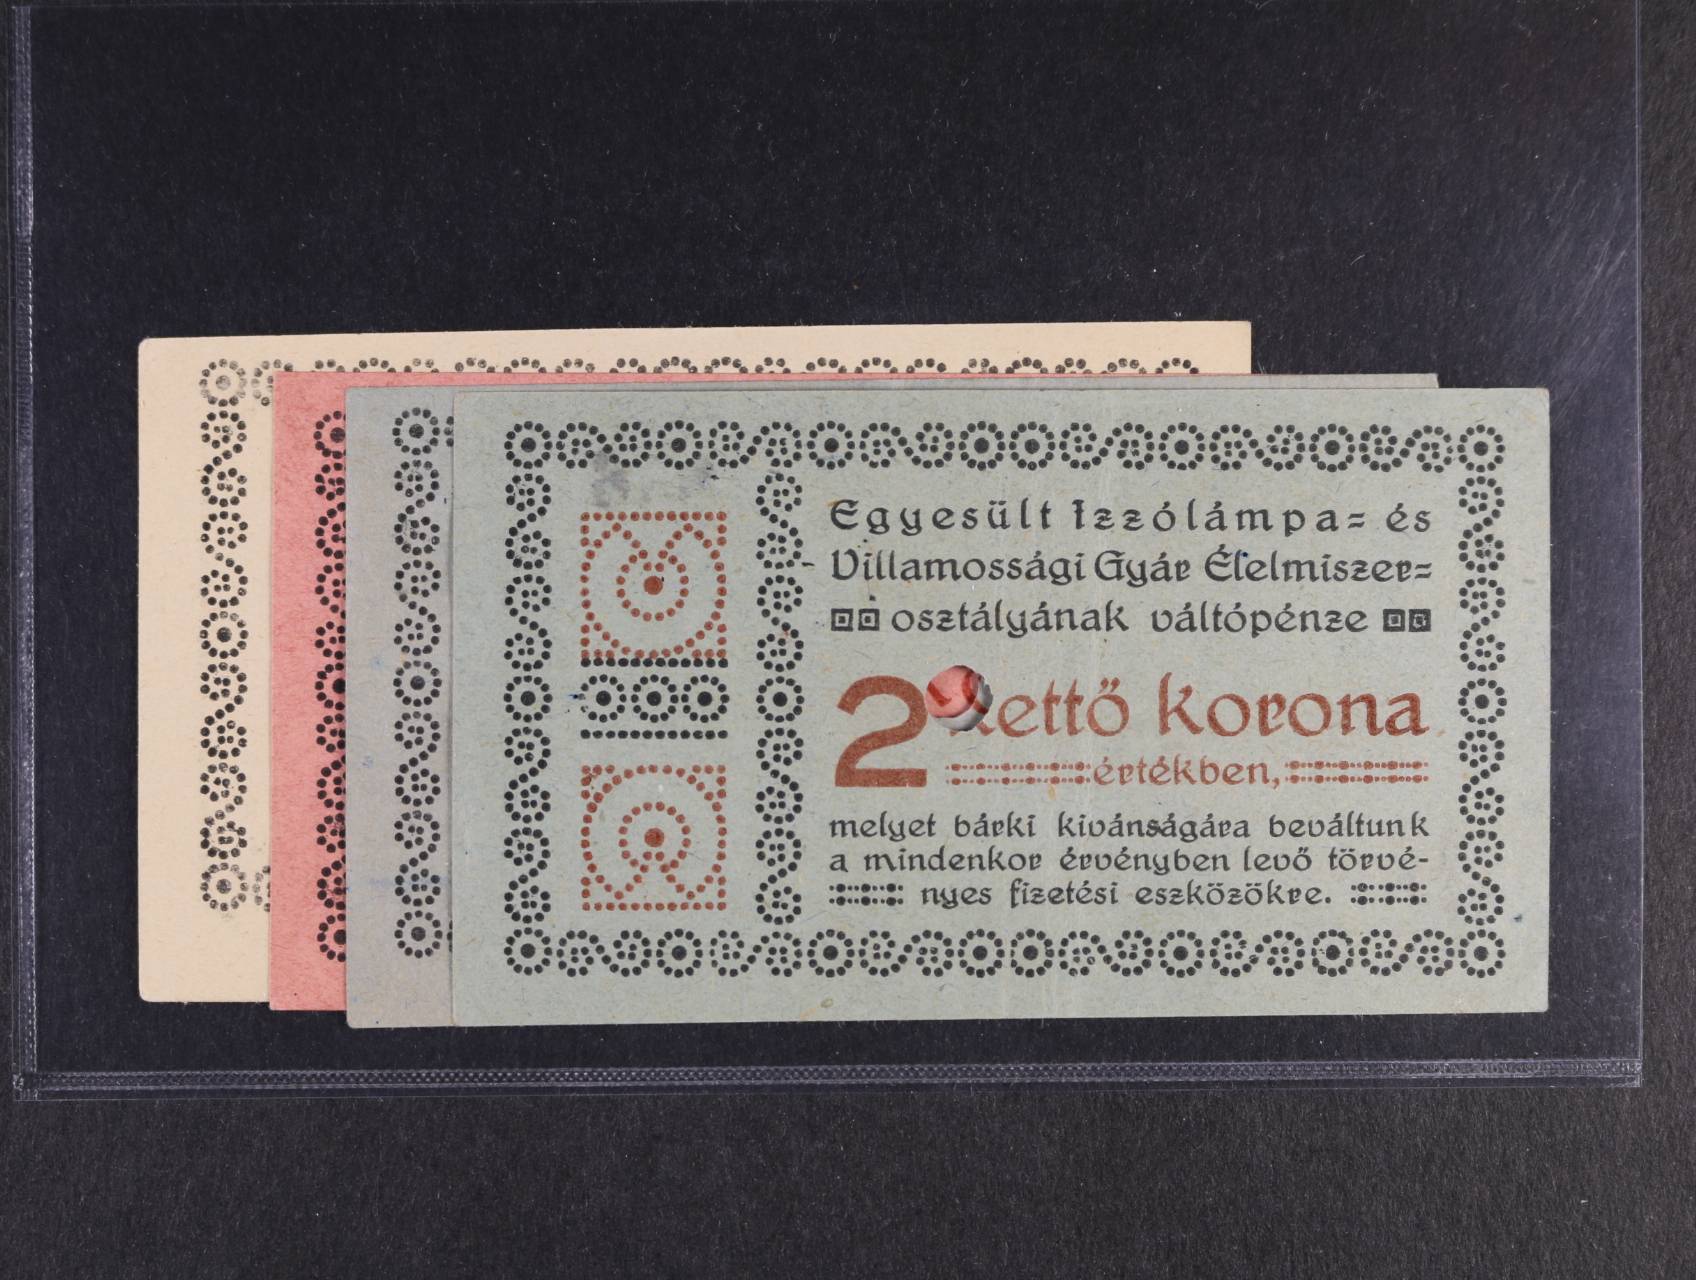 Egyesült Izzólámpa- és
Villamossági Gyár Élelmiszer-
osztályának váltópénze
2 Kettő korona
értékben,
melyet bárki kivánságára beváltunk
a mindenkor érvényben levő törvé-
nyes fizetési eszközökre.